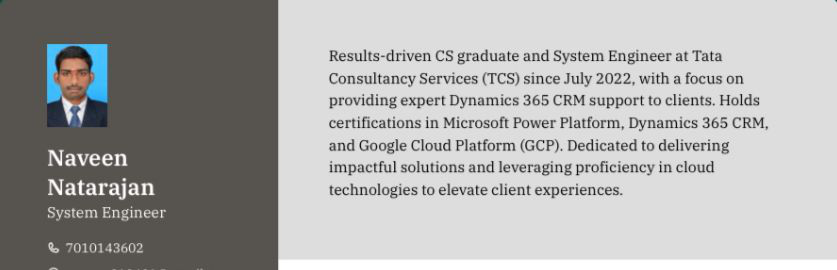 Naveen
Natarajan
System Engineer
7010143602
Results-driven CS graduate and System Engineer at Tata
Consultancy Services (TCS) since July 2022, with a focus on
providing expert Dynamics 365 CRM support to clients. Holds
certifications in Microsoft Power Platform, Dynamics 365 CRM,
and Google Cloud Platform (GCP). Dedicated to delivering
impactful solutions and leveraging proficiency in cloud
technologies to elevate client experiences.